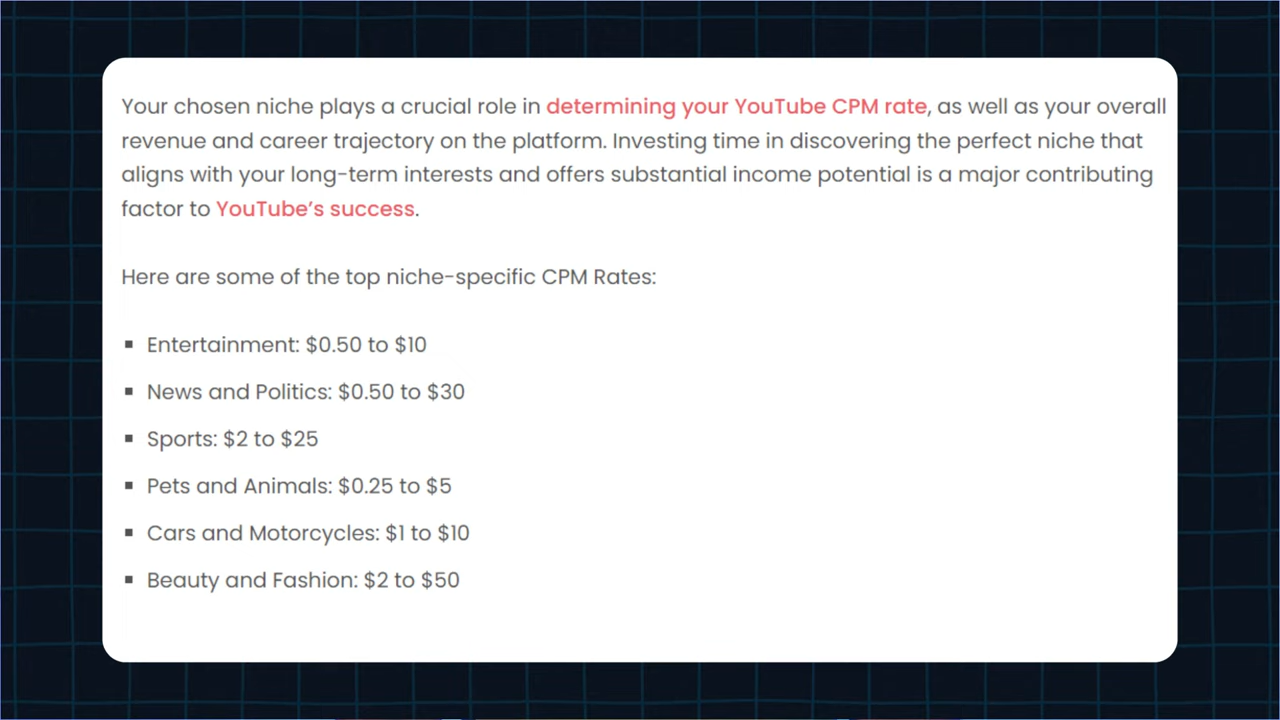 Your chosen niche plays a crucial role in determining your YouTube CPM rate, as well as your overall
revenue and career trajectory on the platform. Investing time in discovering the perfect niche that
aligns with your long-term interests and offers substantial income potential is a major contributing
factor to YouTube’s success.
Here are some of the top niche-specific CPM Rates:
▪ Entertainment: $0.50 to $10
▪ News and Politics: $0.50 to $30
▪ Sports: $2 to $25
▪ Pets and Animals: $0.25 to $5
▪ Cars and Motorcycles: $1 to $10
▪ Beauty and Fashion: $2 to $50